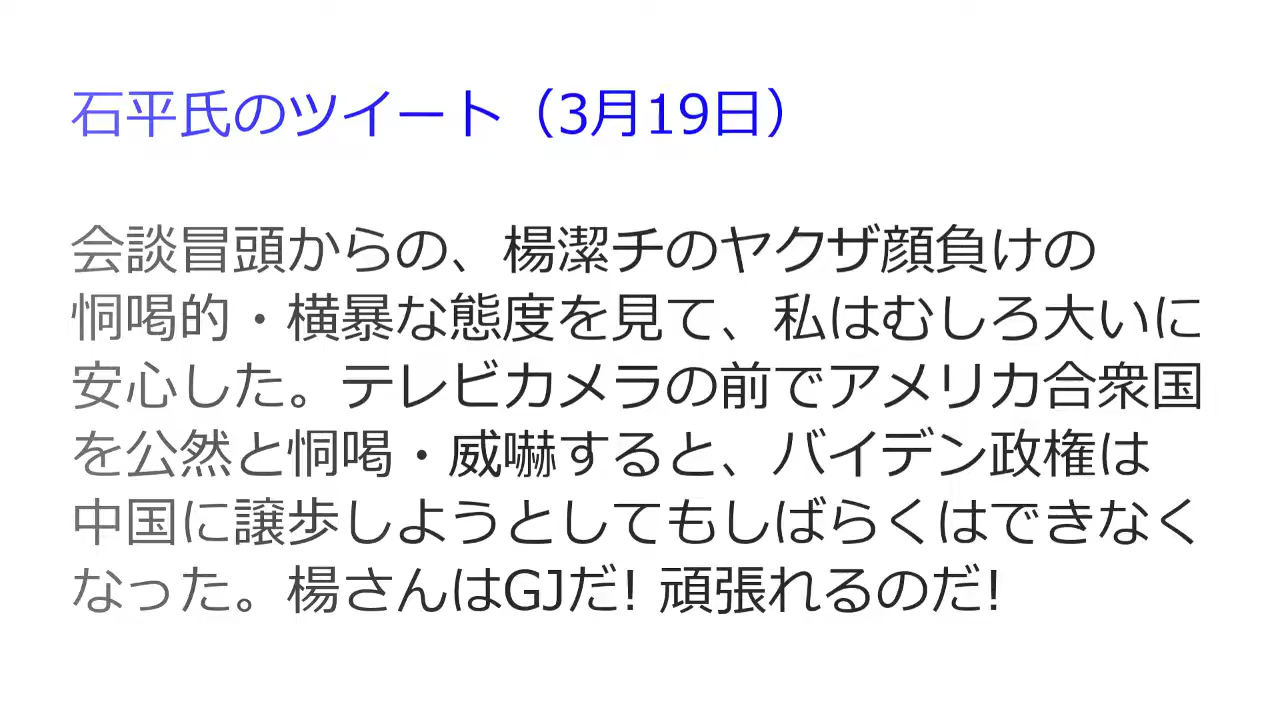 石平氏のツイート（3月19日）
会談冒頭からの、楊潔チのヤクザ顔負けの
恫喝的・横暴な態度を見て、私はむしろ大いに
安心した。テレビカメラの前でアメリカ合衆国
を公然と恫喝・威嚇すると、バイデン政権は
中国に譲歩しようとしてもしばらくはできなく
なった。楊さんはGJだ! 頑張れるのだ!